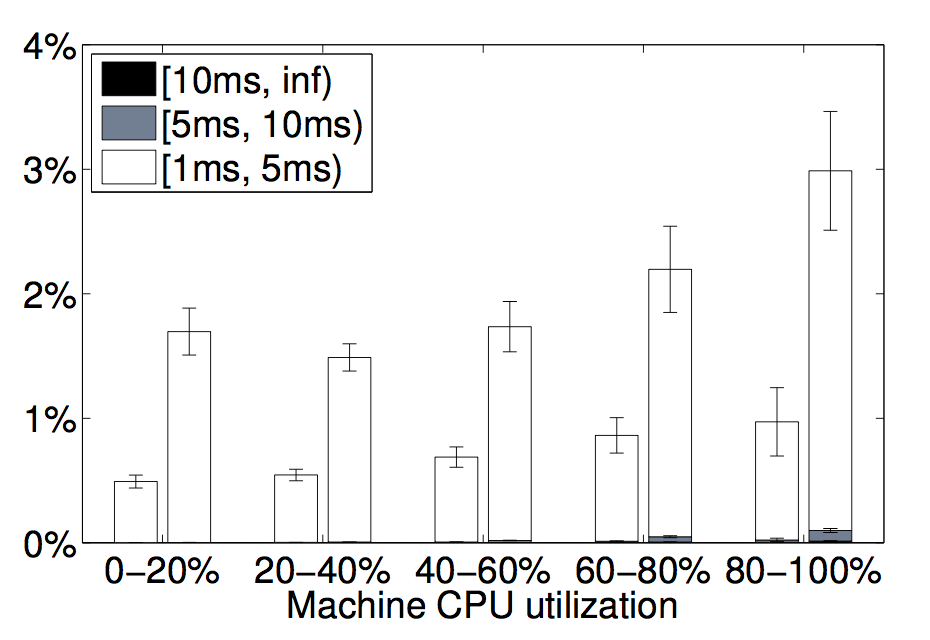 4%
3%
2%
1%
0%
[10ms, inf)
[5ms, 10ms)
[1ms, 5ms)
0−20% 20−40% 40−60% 60−80% 80−100%
Machine CPU utilization